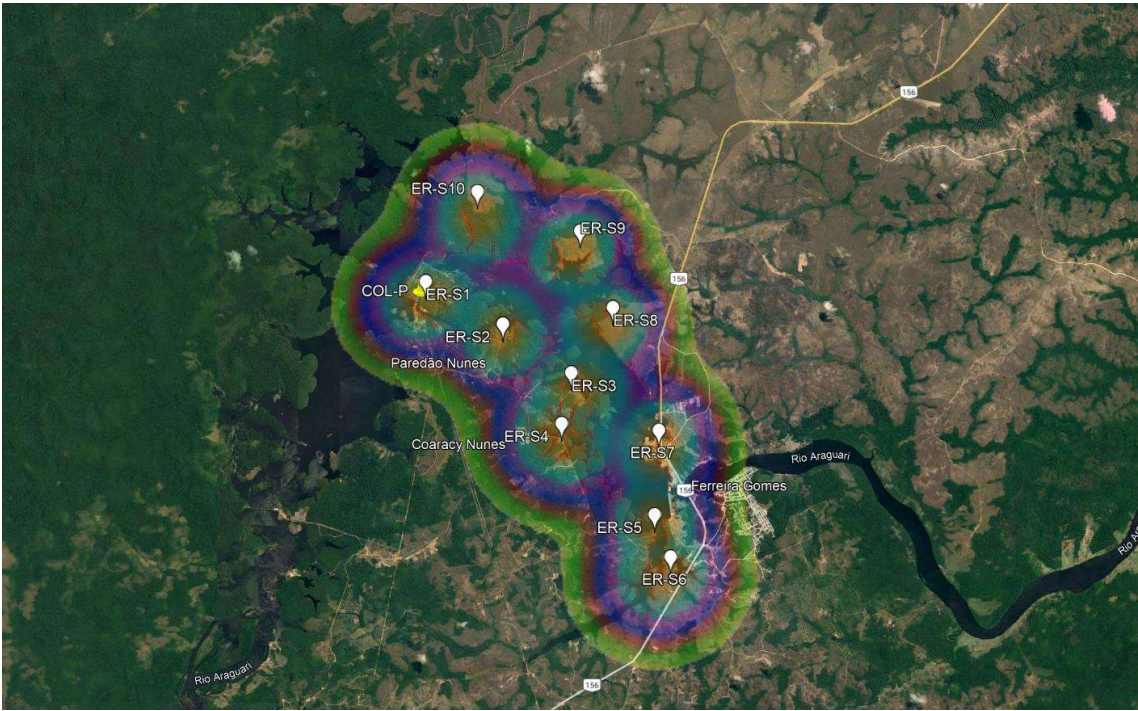 156
ER-S10
ER-S9
156
COL-P
ER-S1
ER-S8
ER-S2
Paredão Nunes
ER-S3
ER-S4
Coaracy Nunes
ER-S7
Rio Araguari
156
Ferreira Gomes
ER-S5
Rio
ER-S6
Rio Araguari
156